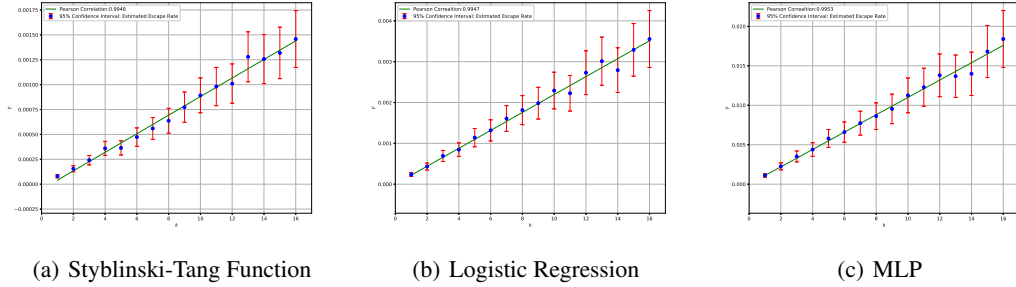 Pearson Correlation:0.9948
95% Confidence Interval: Estimated Escape Rate
0.00175
0.00150
0.00125
0.00100
0.00075
0.00050
0.00025
0.00000
−0.00025
γ
0 2 4 6 8 10 12 14 16
k
(a) Styblinski-Tang Function
Pearson Correaltion:0.9947
95% Confidence Interval: Estimated Escape Rate
0.004
0.003
0.002
0.001
0.000
γ
0 2 4 6 8 10 12 14 16
k
(b) Logistic Regression
Pearson Correaltion:0.9953
95% Confidence Interval: Estimated Escape Rate
0.020
0.015
0.010
0.005
0.000
γ
0 2 4 6 8 10 12 14 16
k
(c) MLP